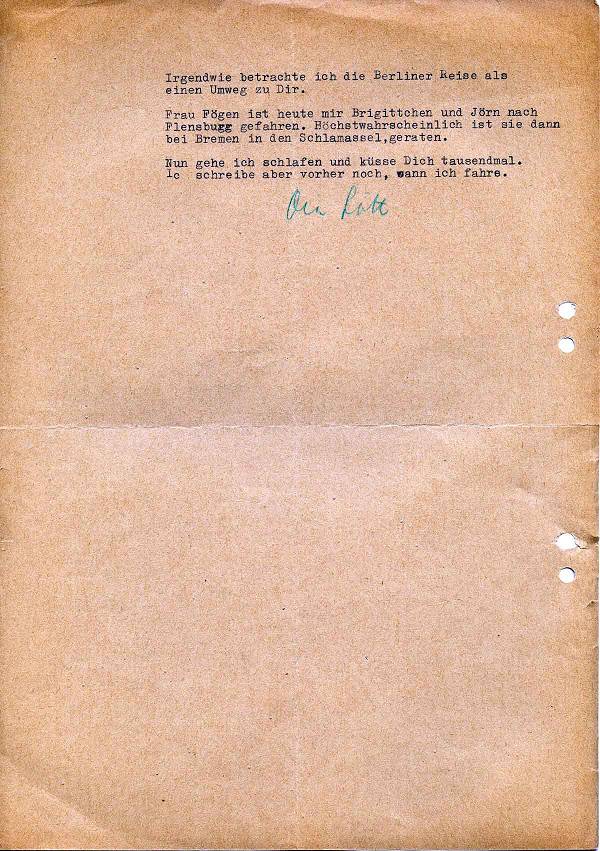 Irgendwie betrachte ich die Berliner Reise als
einen Umweg zu Dir.
Frau Fögen ist heute mir Brigittchen und Jörn nach
Flensbugg gefahren. Höchstwahrscheinlich ist sie dann
bei Bremen in den Schlamassel,geraten.
Nun gehe ich schlafen und küsse Dich tausendmal.
Ic schreibe aber vorher noch, wann ich fahre.